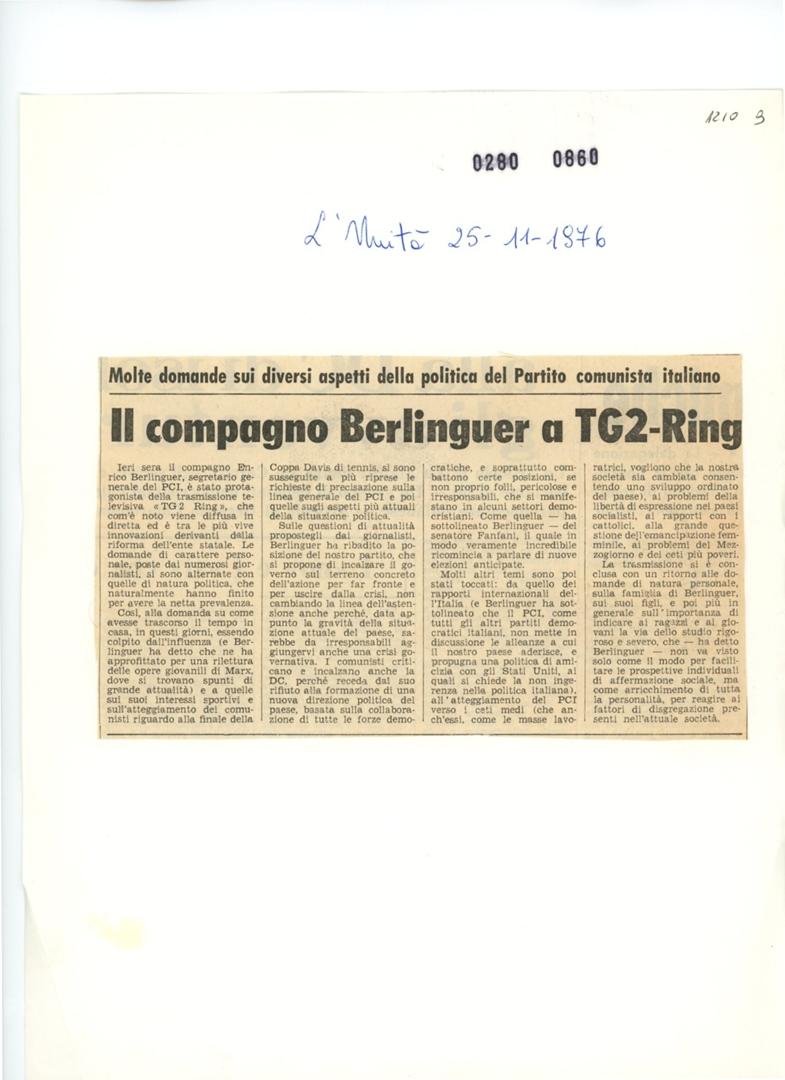 1210 9
0280 0860
L'Unità 25-11-1976
Molte domande sui diversi aspetti della politica del Partito comunista italiano
Il compagno Berlinguer a TG2-Ring
Ieri sera il compagno En-
rico Berlinguer, segretario ge-
nerale del PCI, è stato prota-
gonista della trasmissione te-
levisiva «TG 2 Ring», che
com'è noto viene diffusa in
diretta ed è tra le più vive
innovazioni derivanti dalla
riforma dell'ente statale. Le
domande di carattere perso-
nale, poste dai numerosi gior-
nalisti, si sono alternate con
quelle di natura politica, che
naturalmente hanno finito
per avere la netta prevalenza.
Così, alla domanda su come
avesse trascorso il tempo in
casa, in questi giorni, essendo
colpito dall'influenza (e Ber-
linguer ha detto che ne ha
approfittato per una rilettura
delle opere giovanili di Marx,
dove si trovano spunti di
grande attualità) e a quelle
sui suoi interessi sportivi e
sull'atteggiamento dei comu-
nisti riguardo alla finale della
Coppa Davis di tennis, si sono
susseguite a più riprese le
richieste di precisazione sulla
linea generale del PCI e poi
quelle sugli aspetti più attuali
della situazione politica.
Sulle questioni di attualità
propostegli dai giornalisti,
Berlinguer ha ribadito la po-
sizione del nostro partito, che
si propone di incalzare il go-
verno sul terreno concreto
dell'azione per far fronte e
per uscire dalla crisi, non
cambiando la linea dell'asten-
sione anche perché, data ap-
punto la gravità della situa-
zione attuale del paese, sa-
rebbe da irresponsabili ag-
giungervi anche una crisi go-
vernativa. I comunisti criti-
cano e incalzano anche la
DC, perché receda dal suo
rifiuto alla formazione di una
nuova direzione politica del
paese, basata sulla collabora-
zione di tutte le forze demo-
cratiche, e soprattutto com-
battono certe posizioni, se
non proprio folli, pericolose e
irresponsabili, che si manife-
stano in alcuni settori demo-
cristiani. Come quella — ha
sottolineato Berlinguer — del
senatore Fanfani, il quale in
modo veramente incredibile
ricomincia a parlare di nuove
elezioni anticipate.
Molti altri temi sono poi
stati toccati: da quello dei
rapporti internazionali del-
l'Italia (e Berlinguer ha sot-
tolineato che il PCI, come
tutti gli altri partiti demo-
cratici italiani, non mette in
discussione le alleanze a cui
il nostro paese aderisce, e
propugna una politica di ami-
cizia con gli Stati Uniti, ai
quali si chiede la non inge-
renza nella politica italiana),
all'atteggiamento del PCI
verso i ceti medi (che an-
ch'essi, come le masse lavo-
ratrici, vogliono che la nostra
società sia cambiata consen-
tendo uno sviluppo ordinato
del paese), ai problemi della
libertà di espressione nei paesi
socialisti, ai rapporti con i
cattolici, alla grande que-
stione dell'emancipazione fem-
minile, ai problemi del Mez-
zogiorno e dei ceti più poveri.
La trasmissione si è con-
clusa con un ritorno alle do-
mande di natura personale,
sulla famiglia di Berlinguer,
sui suoi figli, e poi più in
generale sull'importanza di
indicare ai ragazzi e ai gio-
vani la via dello studio rigo-
roso e severo, che — ha detto
Berlinguer — non va visto
solo come il modo per facili-
tare le prospettive individuali
di affermazione sociale, ma
come arricchimento di tutta
la personalità, per reagire ai
fattori di disgregazione pre-
senti nell'attuale società.